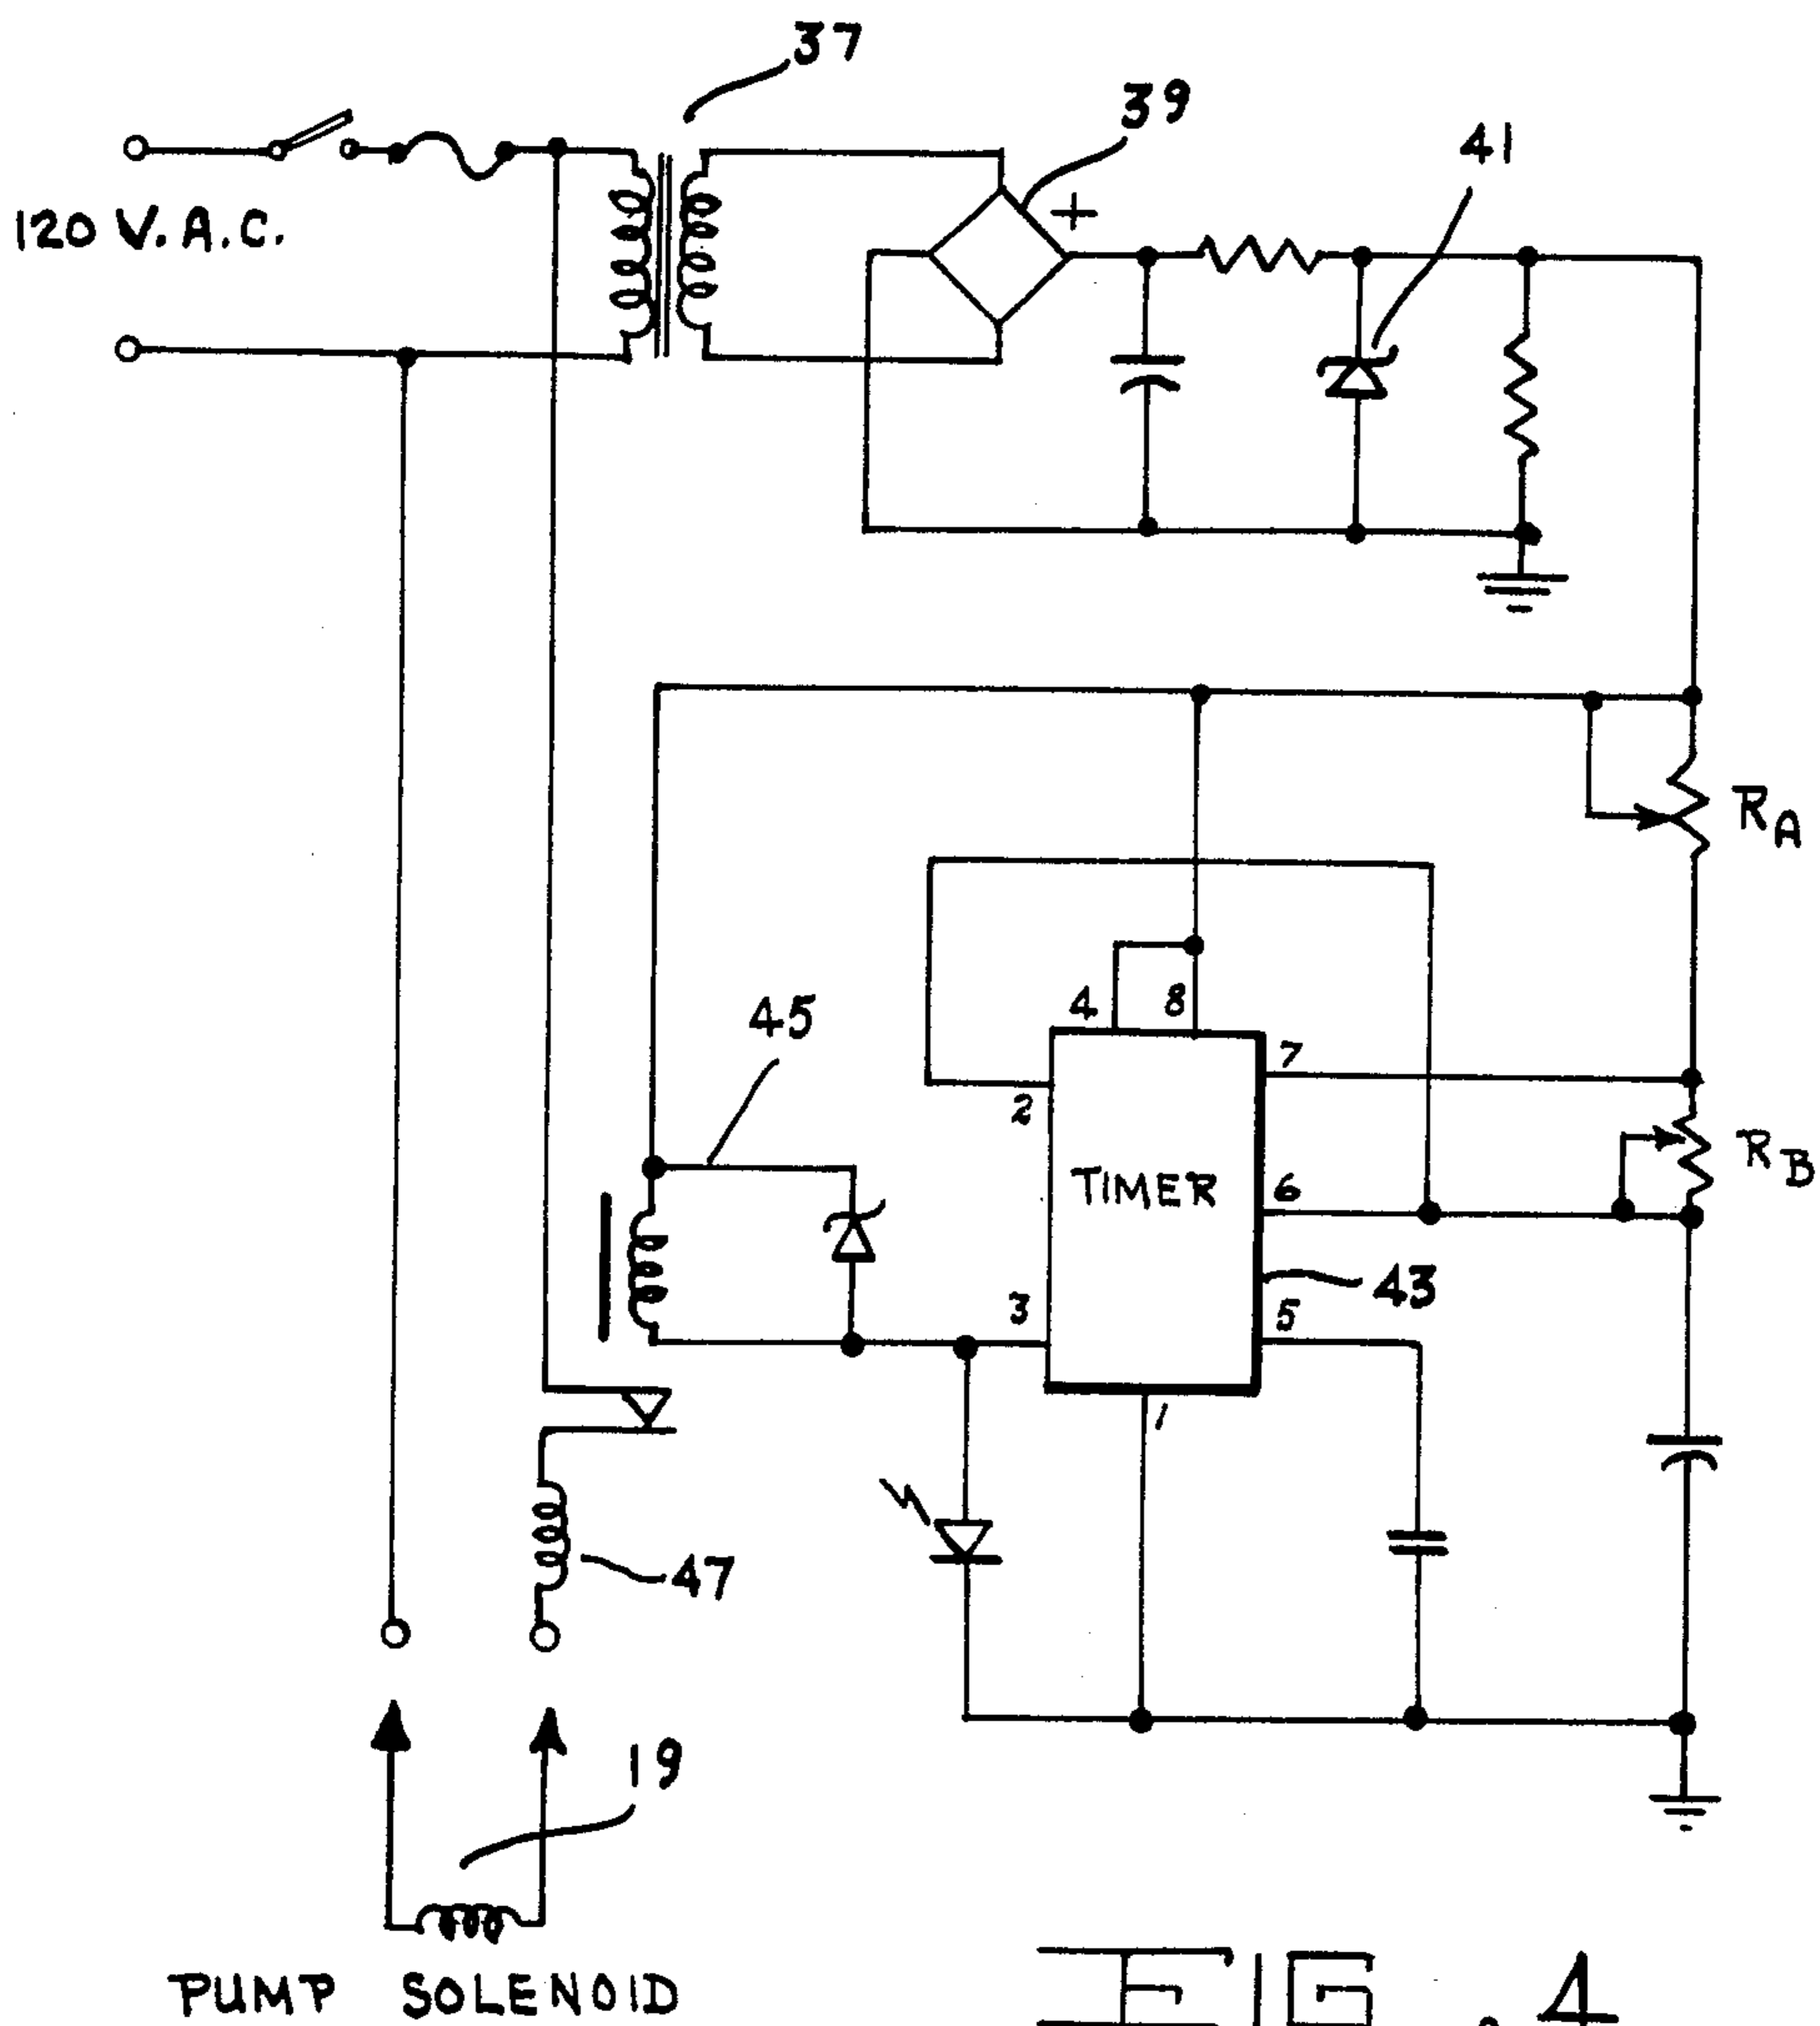 37
39
41
120 V.A.C.
+
R_A
4 8
45
7
2
TIMER
R_B
6
3
43
5
1
47
19
PUMP SOLENOID
FIG. 4